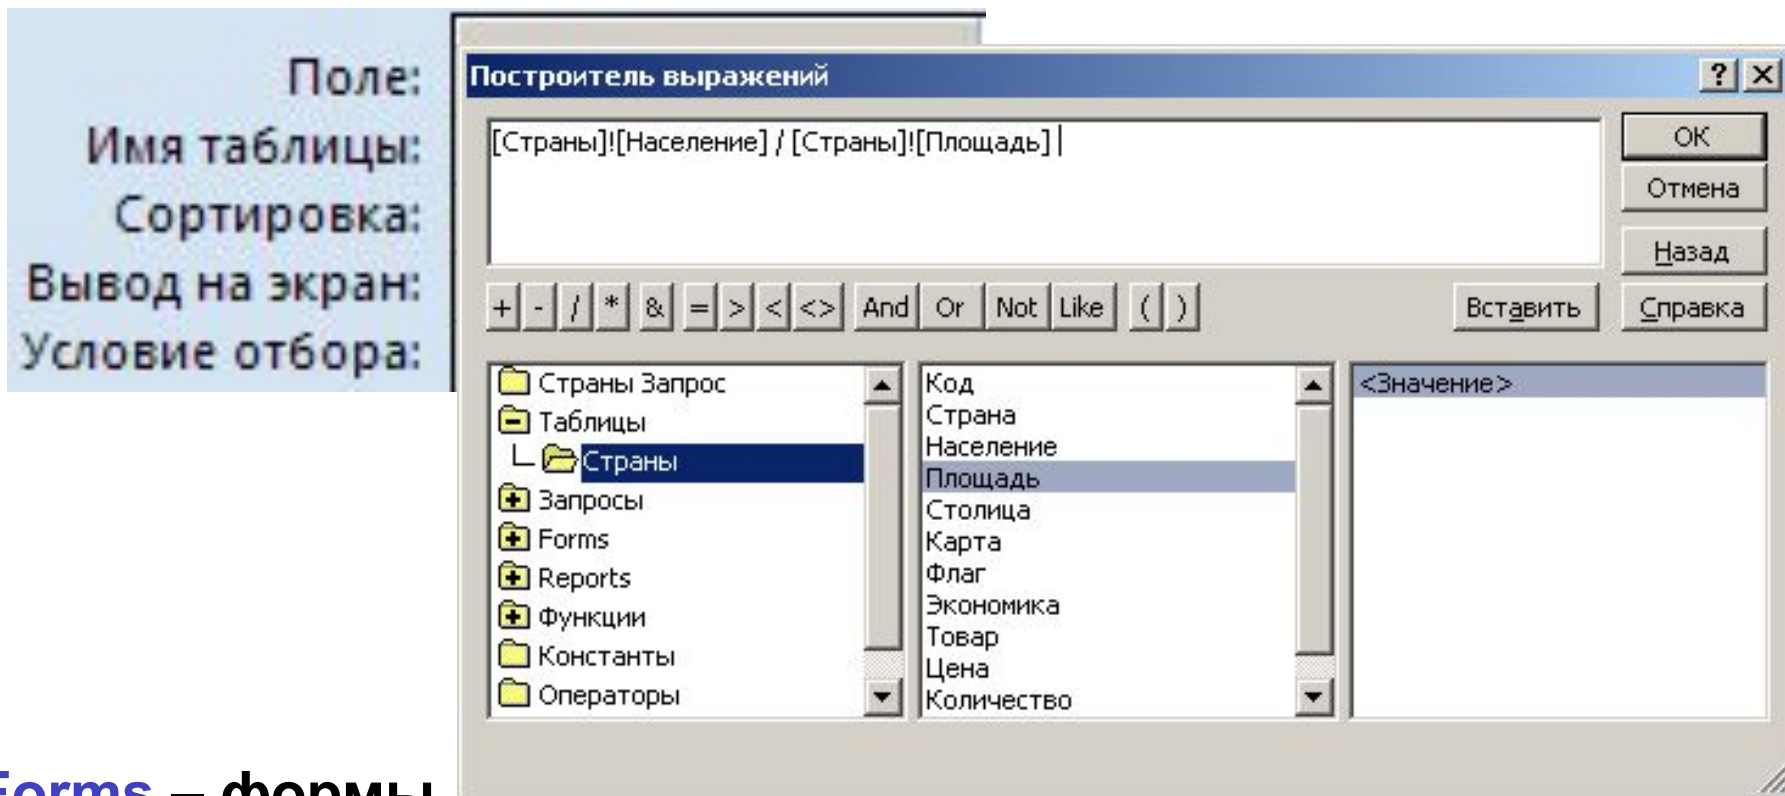 Поле:
Имя таблицы:
Сортировка:
Вывод на экран:
Условие отбора:
Построитель выражений
[Страны]![Население] / [Страны]![Площадь]
OK
Отмена
Назад
+ - / * & = > < <> And Or Not Like ( )
Вставить
Справка
Страны Запрос
Таблицы
Страны
Запросы
Forms
Reports
Функции
Константы
Операторы
Код
Страна
Население
Площадь
Столица
Карта
Флаг
Экономика
Товар
Цена
Количество
<Значение>
Forms – формы